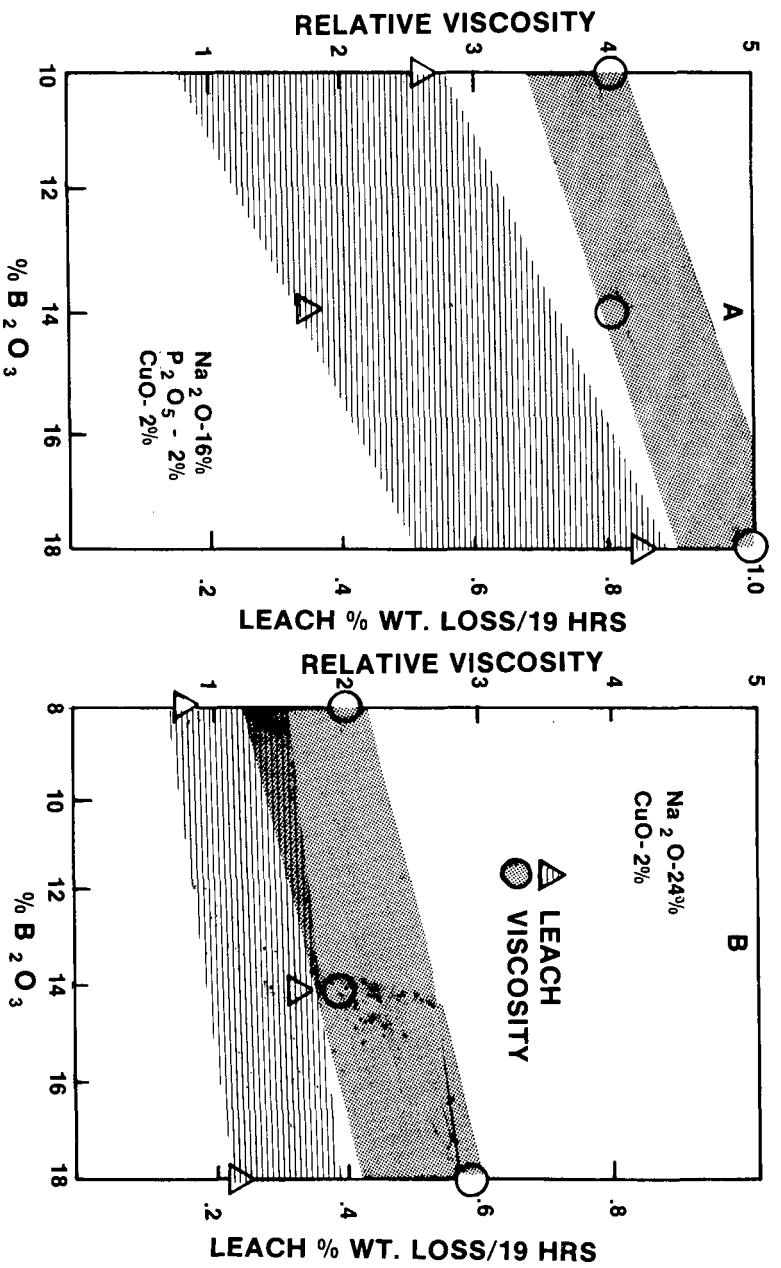 RELATIVE VISCOSITY
1 2 3 4 5
10 12 14 16 18
% B2O3
A
Na2O-16%
P2O5 - 2%
CuO- 2%
.2 .4 .6 .8 1.0
LEACH % WT. LOSS/19 HRS
RELATIVE VISCOSITY
1 2 3 4 5
8 10 12 14 16 18
% B2O3
B
Na2O-24%
CuO-2%
LEACH
VISCOSITY
.2 .4 .6 .8
LEACH % WT. LOSS/19 HRS